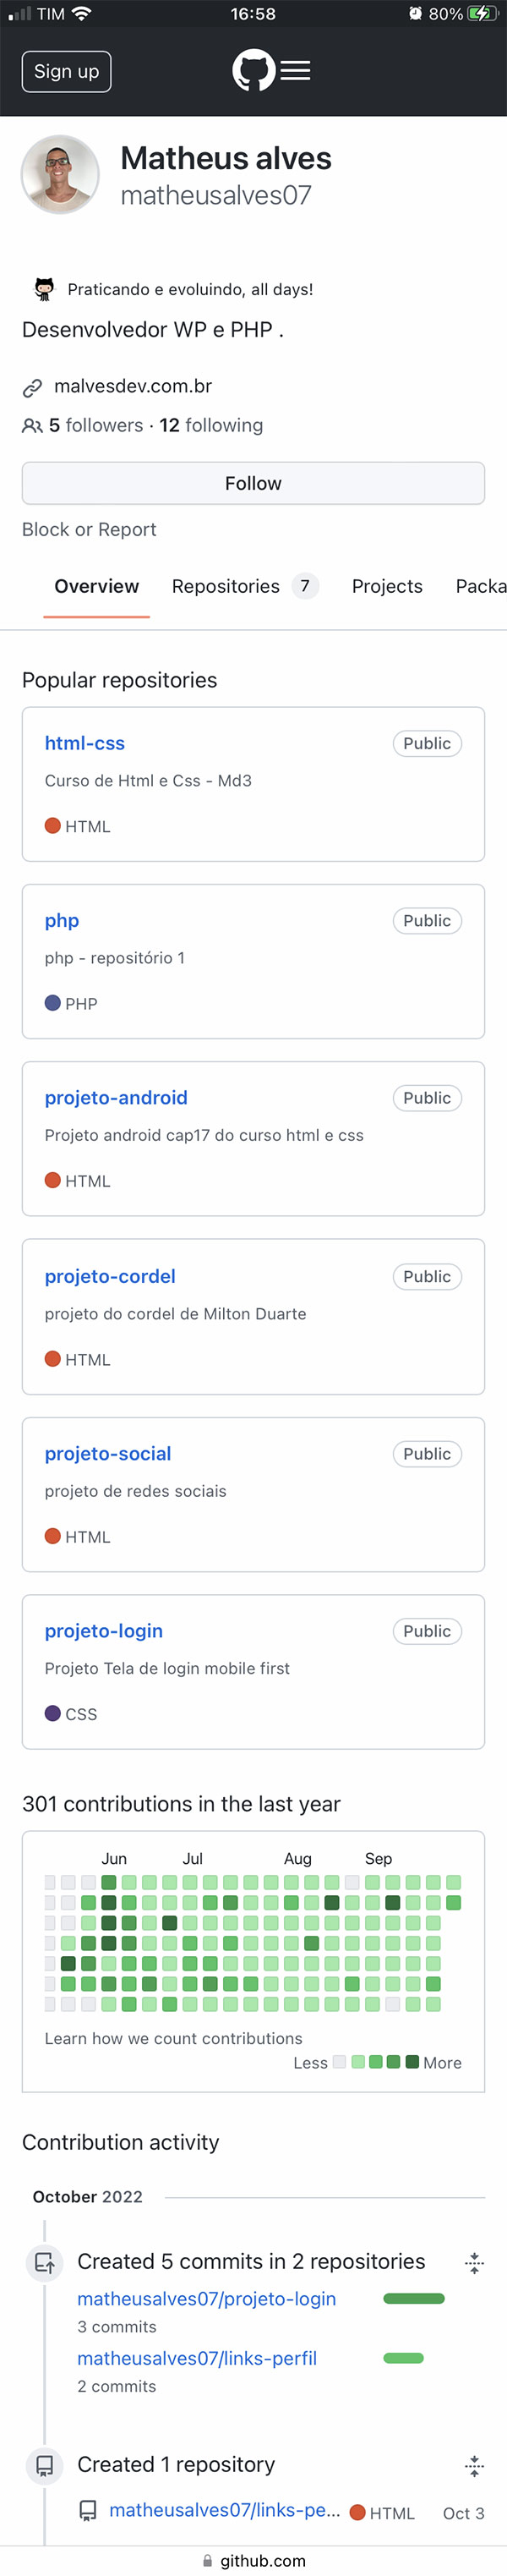 TIM 16:58 80%
Sign up
Matheus alves
matheusalves07
Praticando e evoluindo, all days!
Desenvolvedor WP e PHP .
malvesdev.com.br
5 followers · 12 following
Follow
Block or Report
Overview Repositories 7 Projects Packa
Popular repositories
html-css Public
Curso de Html e Css - Md3
HTML
php Public
php - repositório 1
PHP
projeto-android Public
Projeto android cap17 do curso html e css
HTML
projeto-cordel Public
projeto do cordel de Milton Duarte
HTML
projeto-social Public
projeto de redes sociais
HTML
projeto-login Public
Projeto Tela de login mobile first
CSS
301 contributions in the last year
Jun Jul Aug Sep
Learn how we count contributions
Less More
Contribution activity
October 2022
Created 5 commits in 2 repositories
matheusalves07/projeto-login
3 commits
matheusalves07/links-perfil
2 commits
Created 1 repository
matheusalves07/links-pe... HTML Oct 3
github.com